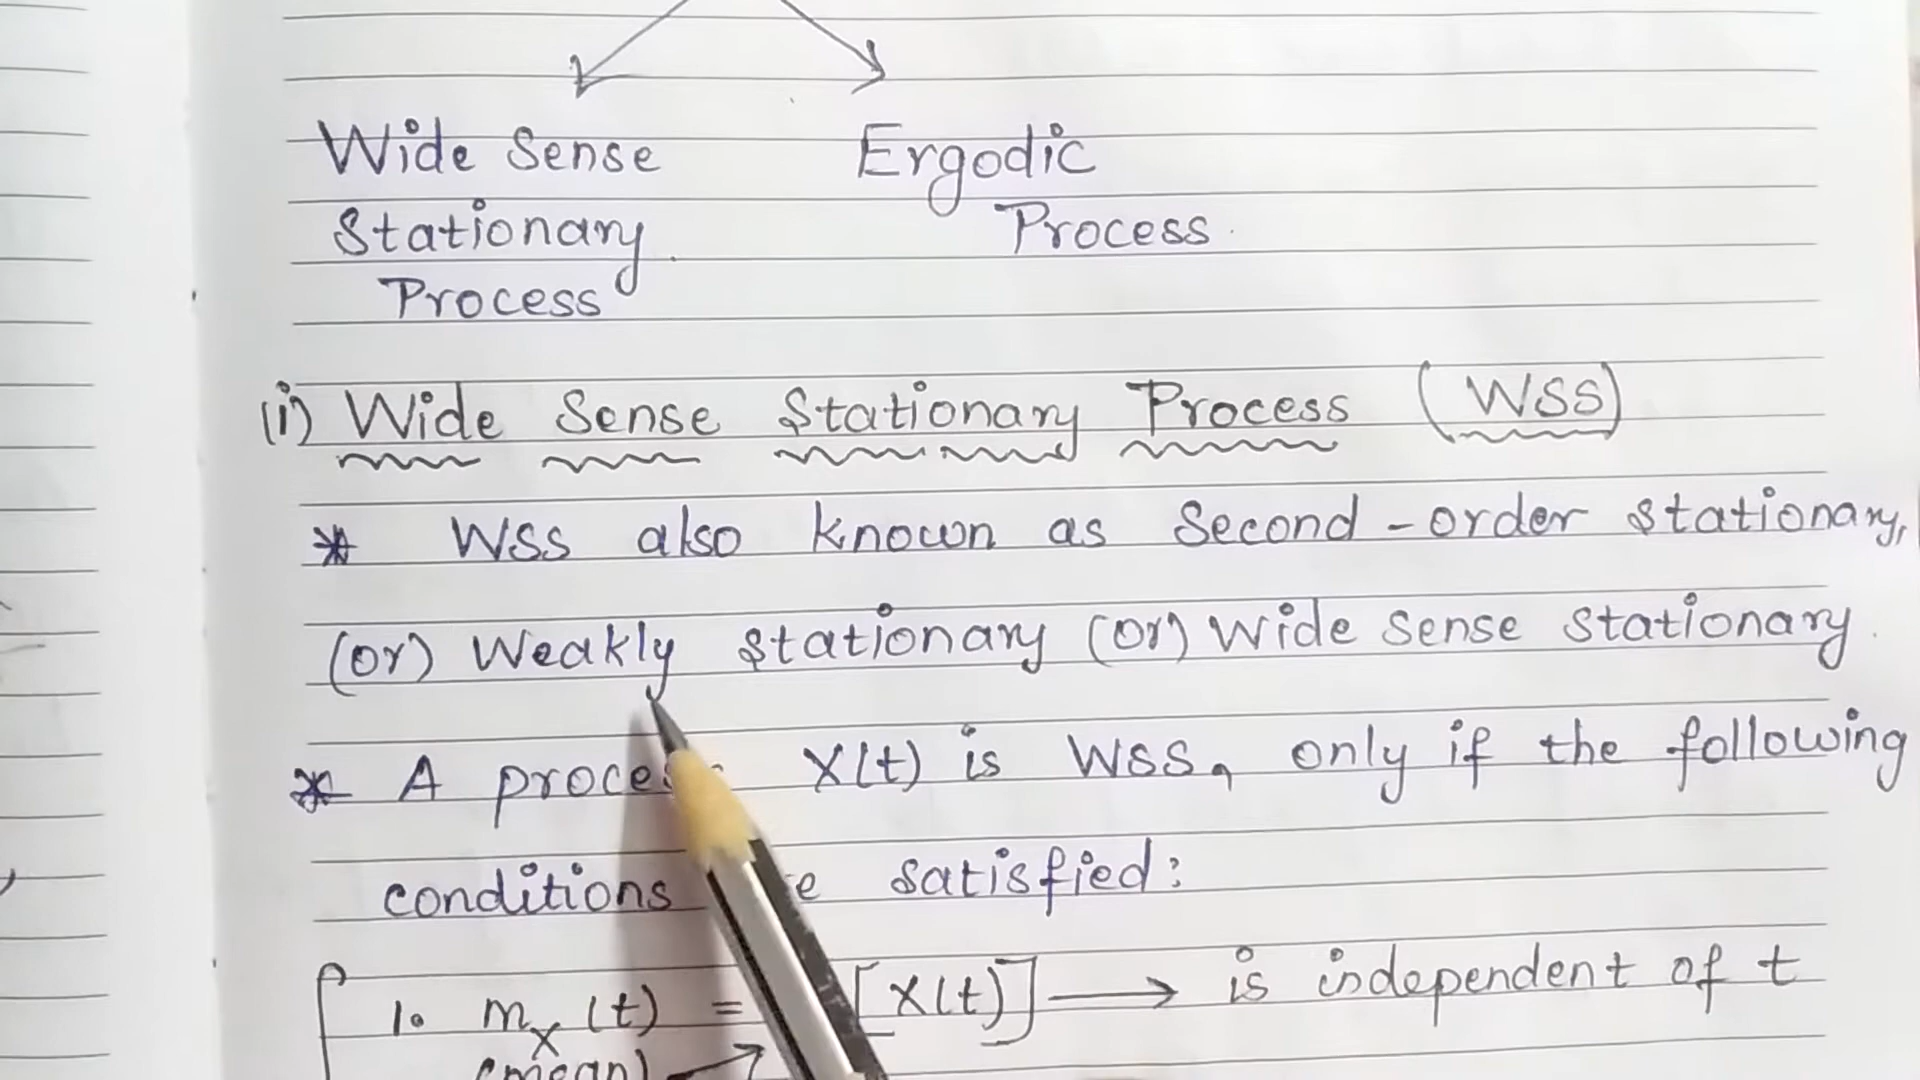 Wide Sense Ergodic
Stationary Process
Process
(i) Wide Sense Stationary Process (WSS)
* WSS also known as Second-order stationary,
(or) Weakly stationary (or) Wide Sense Stationary.
* A process X(t) is WSS, only if the following
conditions satisfied:
1. mx (t) = [X(t)] → is independent of t
(mean)